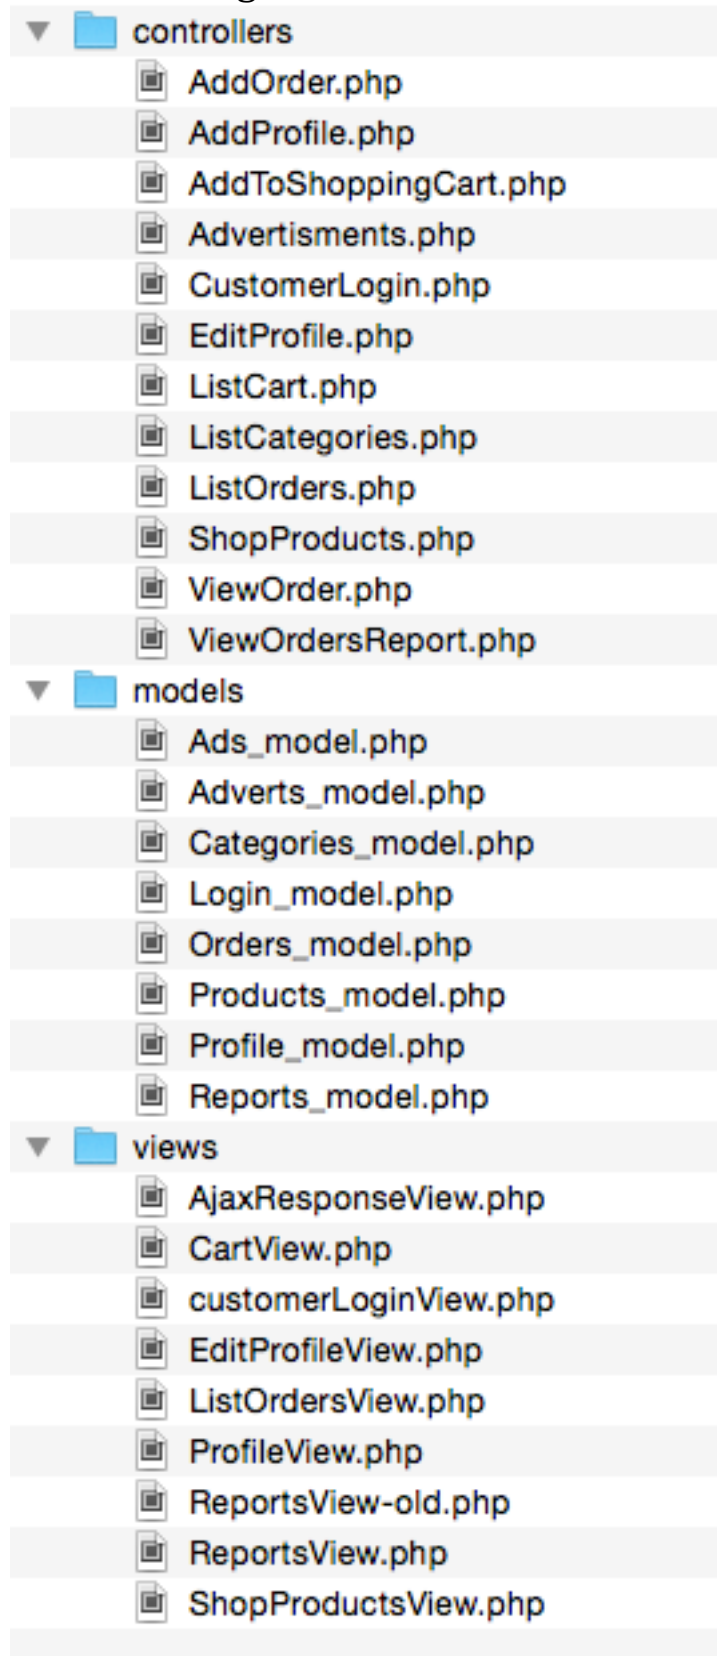 controllers
AddOrder.php
AddProfile.php
AddToShoppingCart.php
Advertisments.php
CustomerLogin.php
EditProfile.php
ListCart.php
ListCategories.php
ListOrders.php
ShopProducts.php
ViewOrder.php
ViewOrdersReport.php
models
Ads_model.php
Adverts_model.php
Categories_model.php
Login_model.php
Orders_model.php
Products_model.php
Profile_model.php
Reports_model.php
views
AjaxResponseView.php
CartView.php
customerLoginView.php
EditProfileView.php
ListOrdersView.php
ProfileView.php
ReportsView-old.php
ReportsView.php
ShopProductsView.php